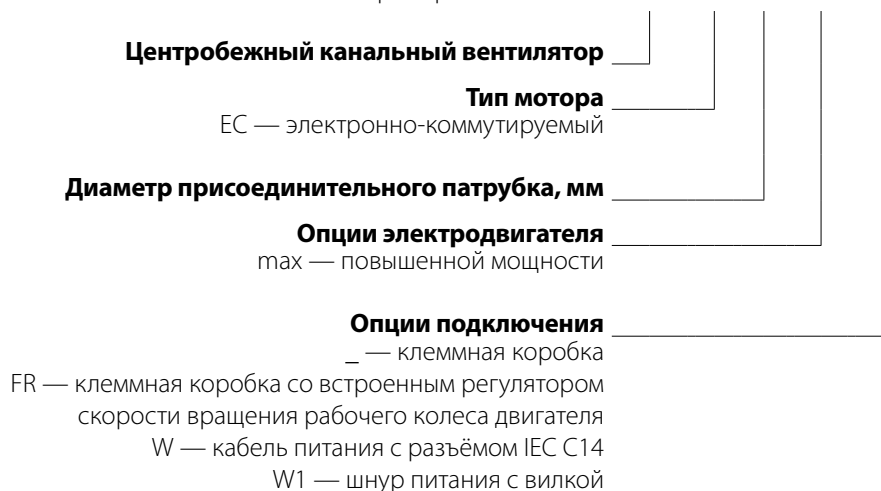 Центробежный канальный вентилятор
Тип мотора
EC — электронно-коммутируемый
Диаметр присоединительного патрубка, мм
Опции электродвигателя
max — повышенной мощности
Опции подключения
_ — клеммная коробка
FR — клеммная коробка со встроенным регулятором
скорости вращения рабочего колеса двигателя
W — кабель питания с разъёмом IEC C14
W1 — шнур питания с вилкой